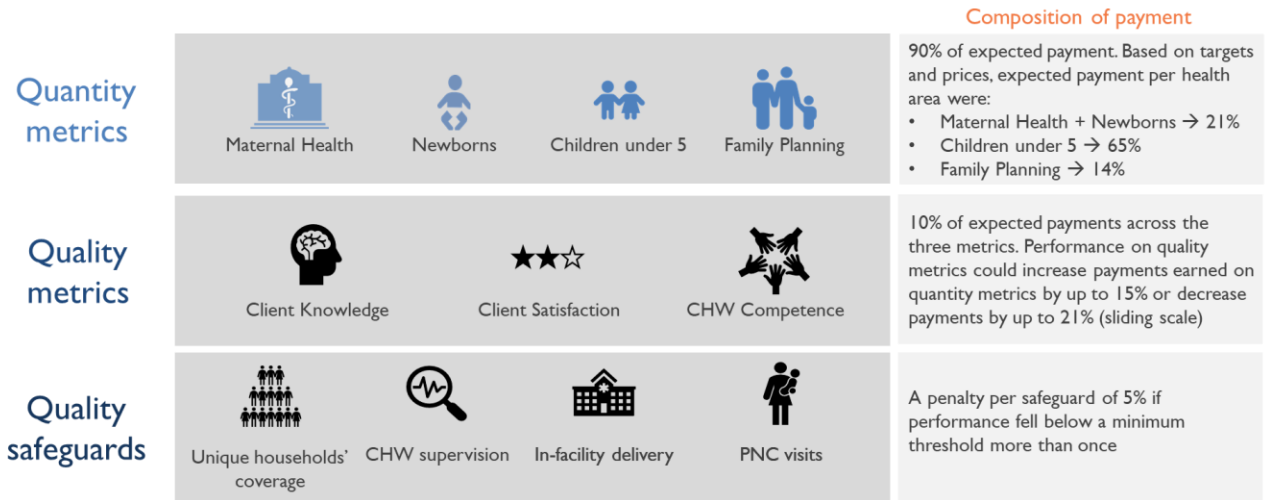 Composition of payment
Quantity
metrics
Maternal Health
Newborns
Children under 5
Family Planning
90% of expected payment. Based on targets
and prices, expected payment per health
area were:
• Maternal Health + Newborns → 21%
• Children under 5 → 65%
• Family Planning → 14%
Quality
metrics
Client Knowledge
Client Satisfaction
CHW Competence
10% of expected payments across the
three metrics. Performance on quality
metrics could increase payments earned on
quantity metrics by up to 15% or decrease
payments by up to 21% (sliding scale)
Quality
safeguards
Unique households'
coverage
CHW supervision
In-facility delivery
PNC visits
A penalty per safeguard of 5% if
performance fell below a minimum
threshold more than once